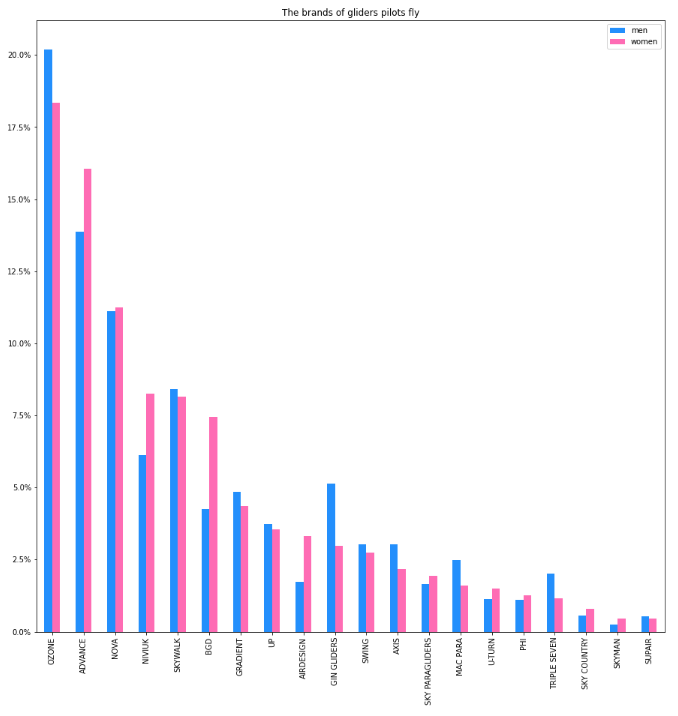 The brands of gliders pilots fly
men
women
20.0%
17.5%
15.0%
12.5%
10.0%
7.5%
5.0%
2.5%
0.0%
OZONE
ADVANCE
NOVA
NIVIUK
SKYWALK
BGD
GRADIENT
UP
AIRDESIGN
GIN GLIDERS
SWING
AXIS
SKY PARAGLIDERS
MAC PARA
U-TURN
PHI
TRIPLE SEVEN
SKY COUNTRY
SKYMAN
SUPAIR